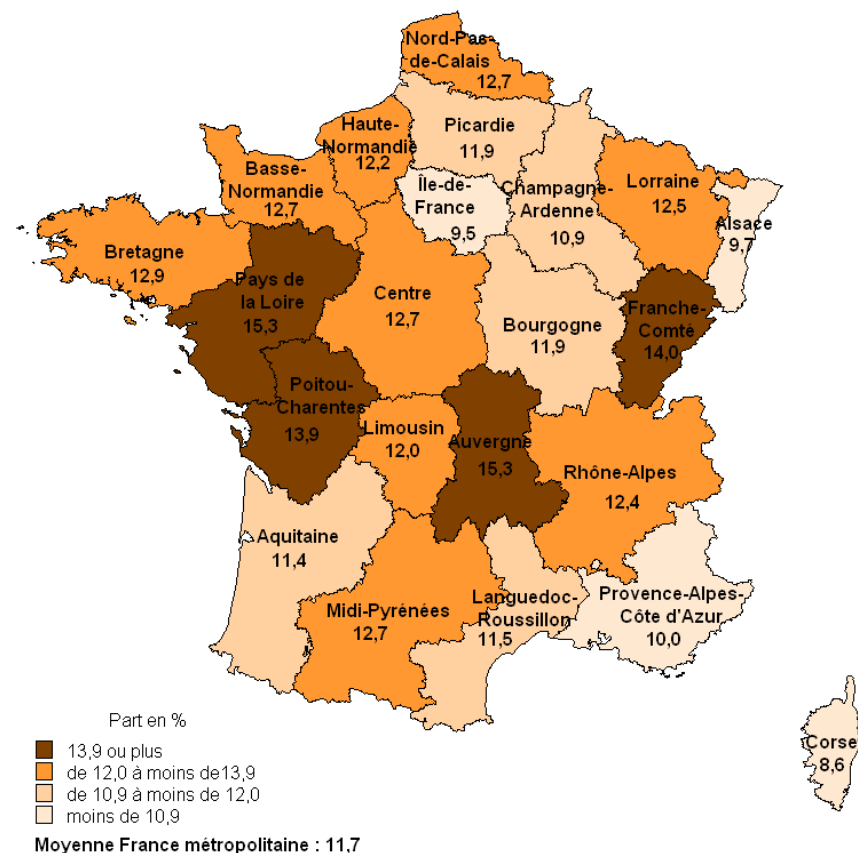 Nord-Pas-
de-Calais
12,7
Haute-
Normandie
12,2
Picardie
11,9
Basse-
Normandie
12,7
Île-de-
France
9,5
Champagne-
Ardenne
10,9
Lorraine
12,5
Alsace
9,7
Bretagne
12,9
Pays de
la Loire
15,3
Centre
12,7
Bourgogne
11,9
Franche-
Comté
14,0
Poitou-
Charentes
13,9
Limousin
12,0
Auvergne
15,3
Rhône-Alpes
12,4
Aquitaine
11,4
Midi-Pyrénées
12,7
Languedoc-
Roussillon
11,5
Provence-Alpes-
Côte d'Azur
10,0
Corse
8,6
Part en %
13,9 ou plus
de 12,0 à moins de13,9
de 10,9 à moins de 12,0
moins de 10,9
Moyenne France métropolitaine : 11,7